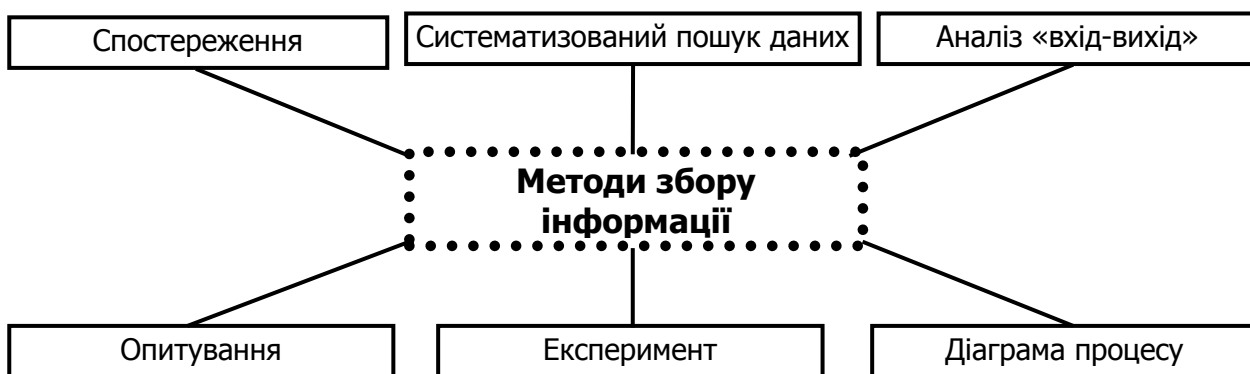 Спостереження
Систематизований пошук даних
Аналіз «вхід-вихід»
Методи збору
інформації
Опитування
Експеримент
Діаграма процесу